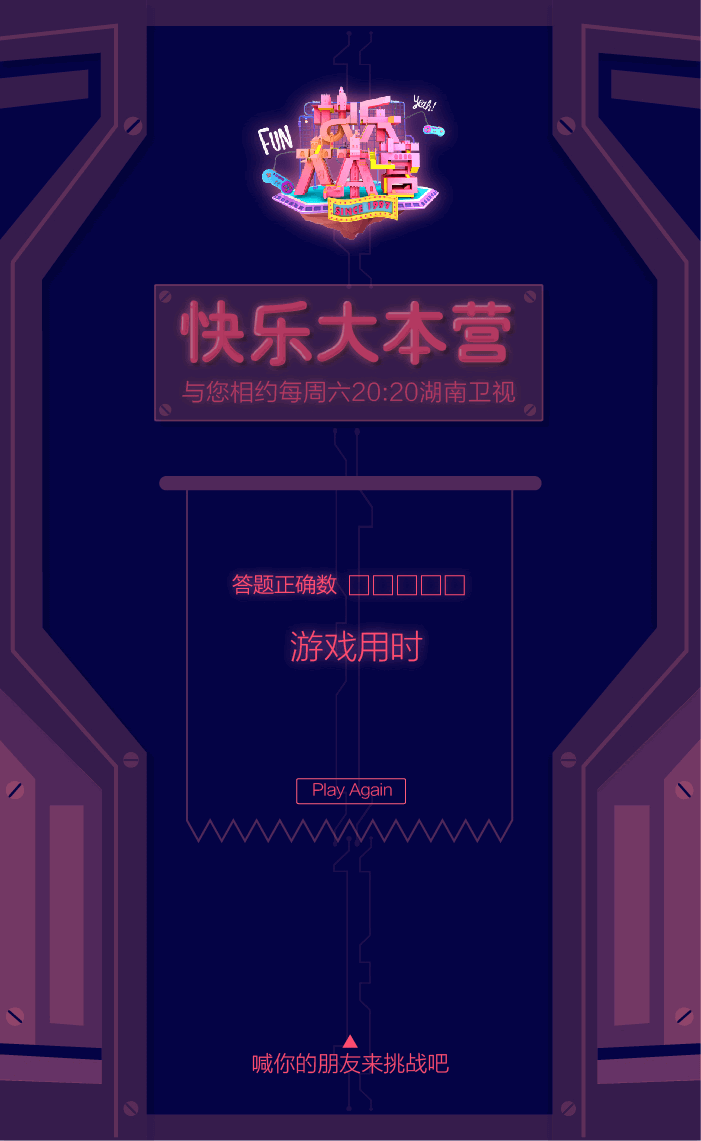 FUN
Yeah!
快乐
大本营
SINCE 1997
快乐大本营
与您相约每周六20:20湖南卫视
答题正确数 □□□□□
游戏用时
Play Again
喊你的朋友来挑战吧